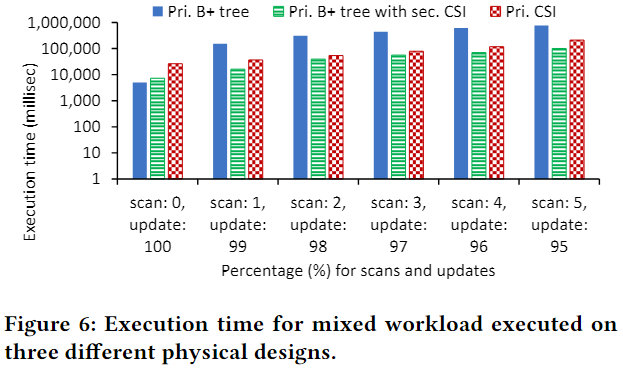 Pri. B+ tree Pri. B+ tree with sec. CSI Pri. CSI
Execution time (millisec)
1,000,000
100,000
10,000
1,000
100
10
1
scan: 0, scan: 1, scan: 2, scan: 3, scan: 4, scan: 5,
update: update: update: update: update: update:
100 99 98 97 96 95
Percentage (%) for scans and updates
Figure 6: Execution time for mixed workload executed on
three different physical designs.